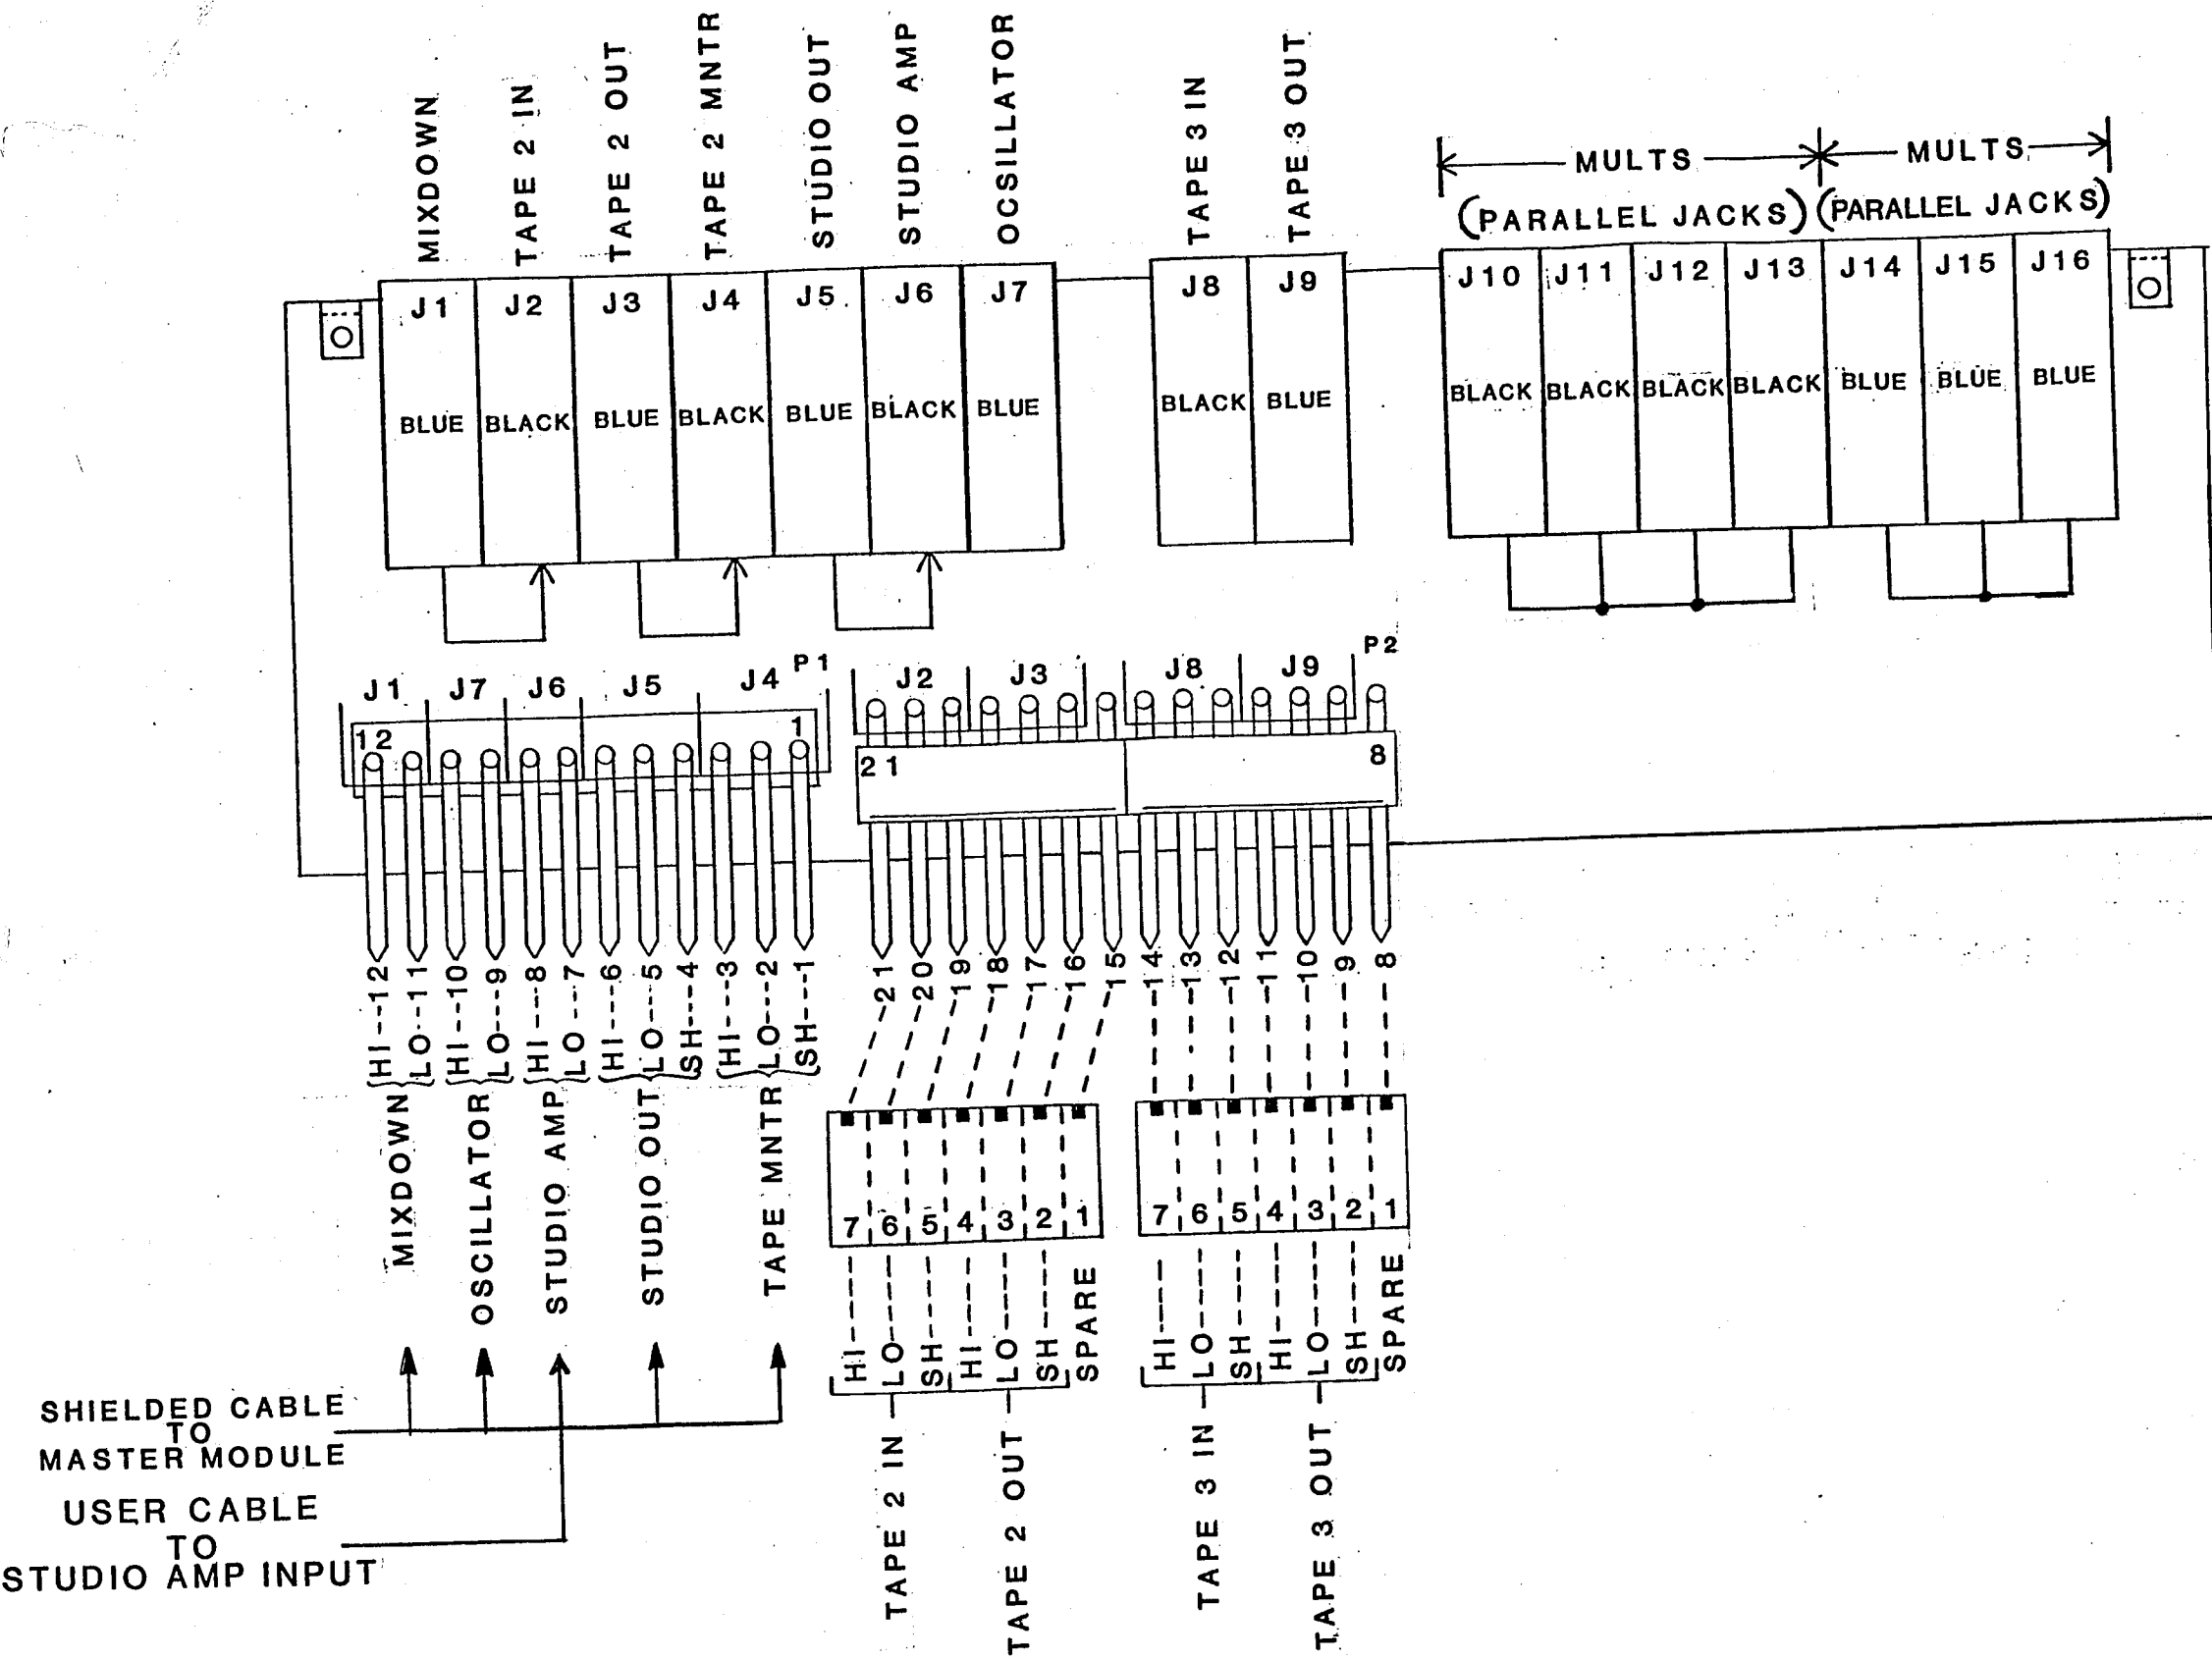 MIXDOWN
TAPE 2 IN
TAPE 2 OUT
TAPE 2 MNTR
STUDIO OUT
STUDIO AMP
OCSILLATOR
TAPE 3 IN
TAPE 3 OUT
MULTS
MULTS
(PARALLEL JACKS)
(PARALLEL JACKS)
J1
J2
J3
J4
J5
J6
J7
J8
J9
J10
J11
J12
J13
J14
J15
J16
BLUE
BLACK
BLUE
BLACK
BLUE
BLACK
BLUE
BLACK
BLUE
BLACK
BLACK
BLACK
BLACK
BLUE
BLUE
BLUE
J1
J7
J6
J5
J4
P1
J2
J3
J8
J9
P2
12
1
21
8
HI--12
LO--11
HI--10
LO---9
HI---8
LO---7
HI---6
LO---5
SH---4
HI---3
LO---2
SH---1
21
20
19
18
17
16
15
14
13
12
11
10
9
8
MIXDOWN
OSCILLATOR
STUDIO AMP
STUDIO OUT
TAPE MNTR
7
6
5
4
3
2
1
7
6
5
4
3
2
1
HI
LO
SH
HI
LO
SH
SPARE
HI
LO
SH
HI
LO
SH
SPARE
TAPE 2 IN
TAPE 2 OUT
TAPE 3 IN
TAPE 3 OUT
SHIELDED CABLE
TO
MASTER MODULE
USER CABLE
TO
STUDIO AMP INPUT